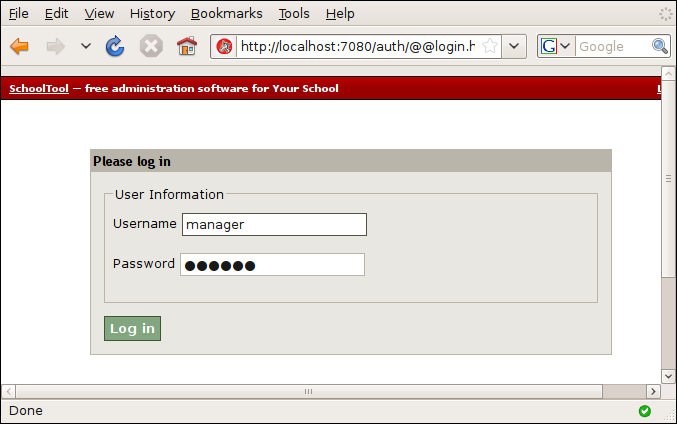 File Edit View History Bookmarks Tools Help
http://localhost:7080/auth/@@login.h
Google
SchoolTool — free administration software for Your School
Please log in
User Information
Username manager
Password ●●●●●●
Log in
Done